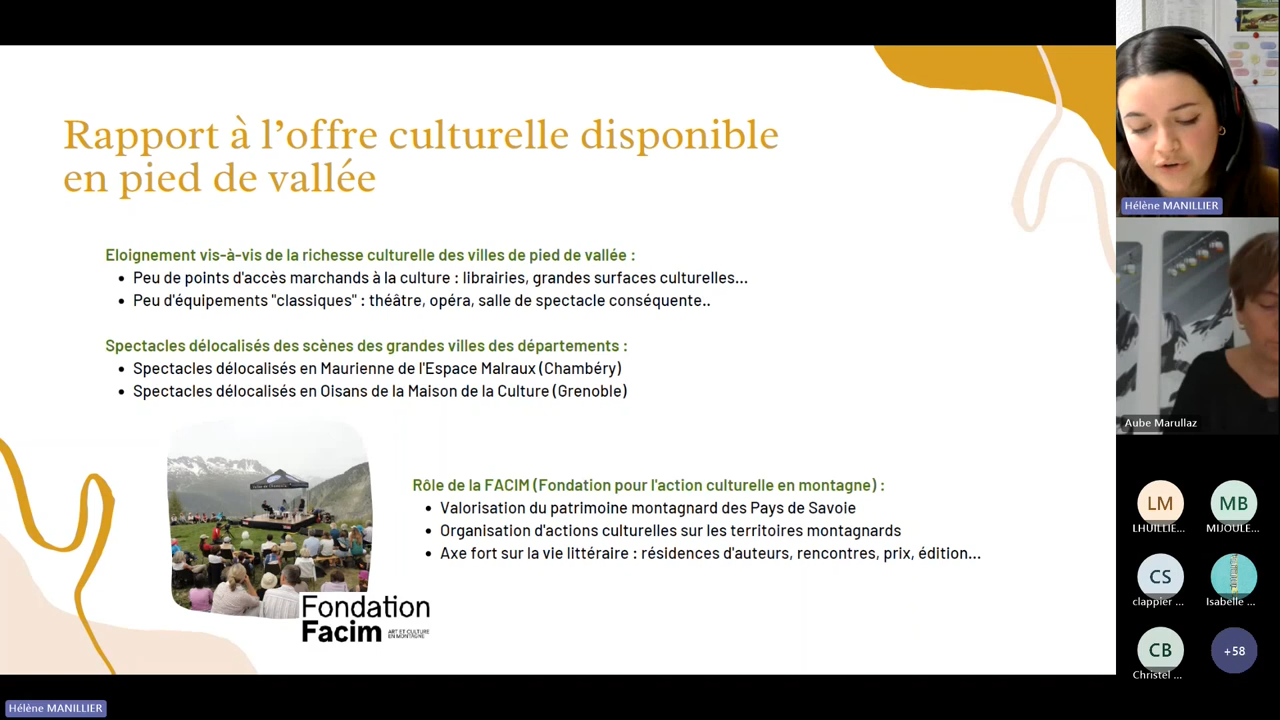 Rapport à l'offre culturelle disponible
en pied de vallée
Eloignement vis-à-vis de la richesse culturelle des villes de pied de vallée :
• Peu de points d'accès marchands à la culture : librairies, grandes surfaces culturelles...
• Peu d'équipements "classiques" : théâtre, opéra, salle de spectacle conséquente..
Spectacles délocalisés des scènes des grandes villes des départements :
• Spectacles délocalisés en Maurienne de l'Espace Malraux (Chambéry)
• Spectacles délocalisés en Oisans de la Maison de la Culture (Grenoble)
Rôle de la FACIM (Fondation pour l'action culturelle en montagne) :
• Valorisation du patrimoine montagnard des Pays de Savoie
• Organisation d'actions culturelles sur les territoires montagnards
• Axe fort sur la vie littéraire : résidences d'auteurs, rencontres, prix, édition...
Fondation
Facim
ART ET CULTURE
EN MONTAGNE
Hélène MANILLIER
Aube Marullaz
LM
LHUILLIE...
MB
MIJOULE...
CS
clappier ...
Isabelle ...
CB
Christel ...
+58
Hélène MANILLIER